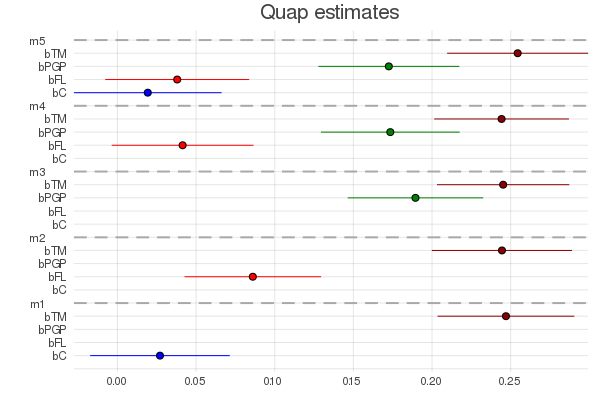 Quap estimates
m5
bTM
bPGP
bFL
bC
m4
bTM
bPGP
bFL
bC
m3
bTM
bPGP
bFL
bC
m2
bTM
bPGP
bFL
bC
m1
bTM
bPGP
bFL
bC
0.00 0.05 0.10 0.15 0.20 0.25